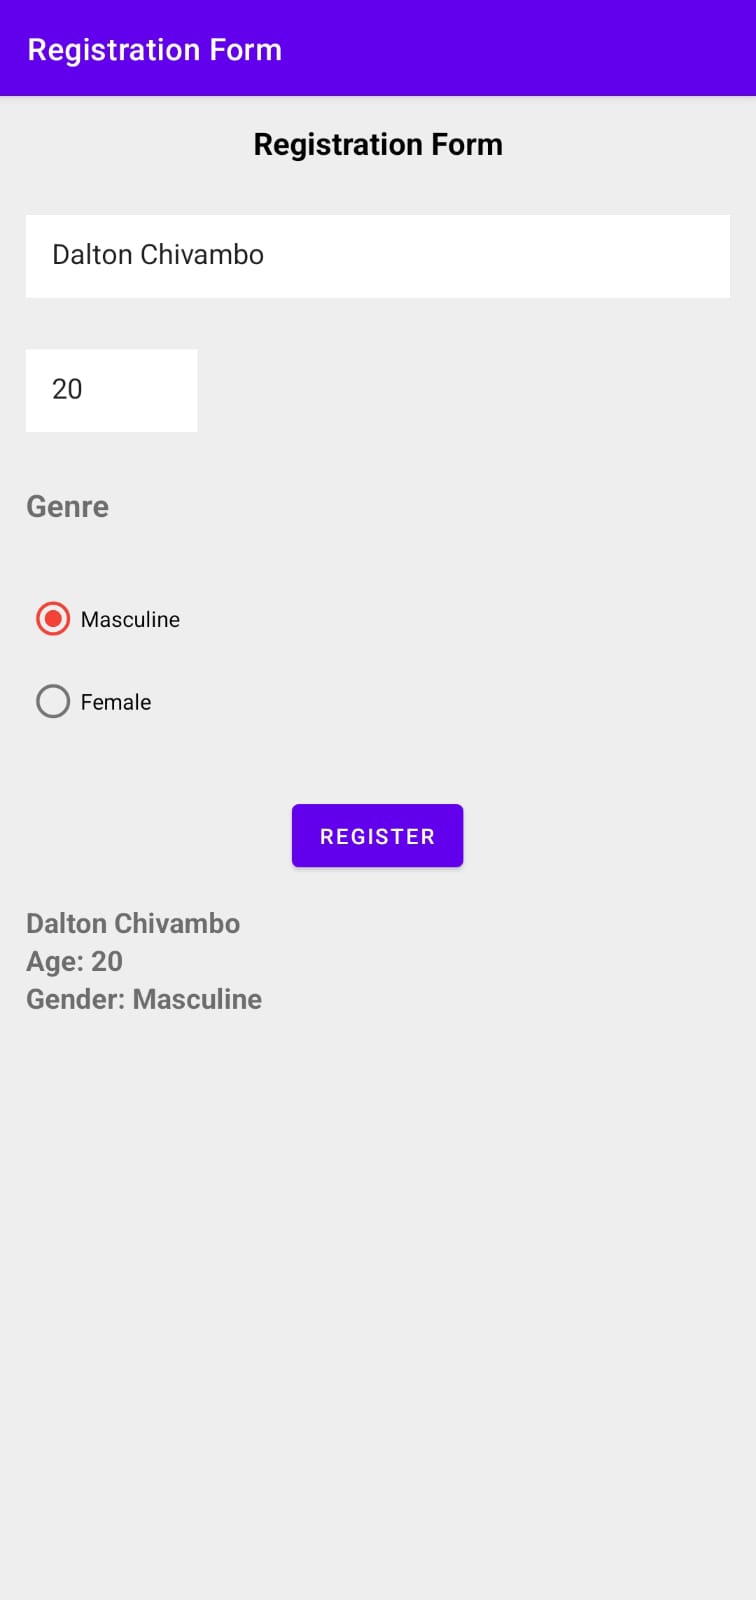 Registration Form
Registration Form
Dalton Chivambo
20
Genre
Masculine
Female
REGISTER
Dalton Chivambo
Age: 20
Gender: Masculine